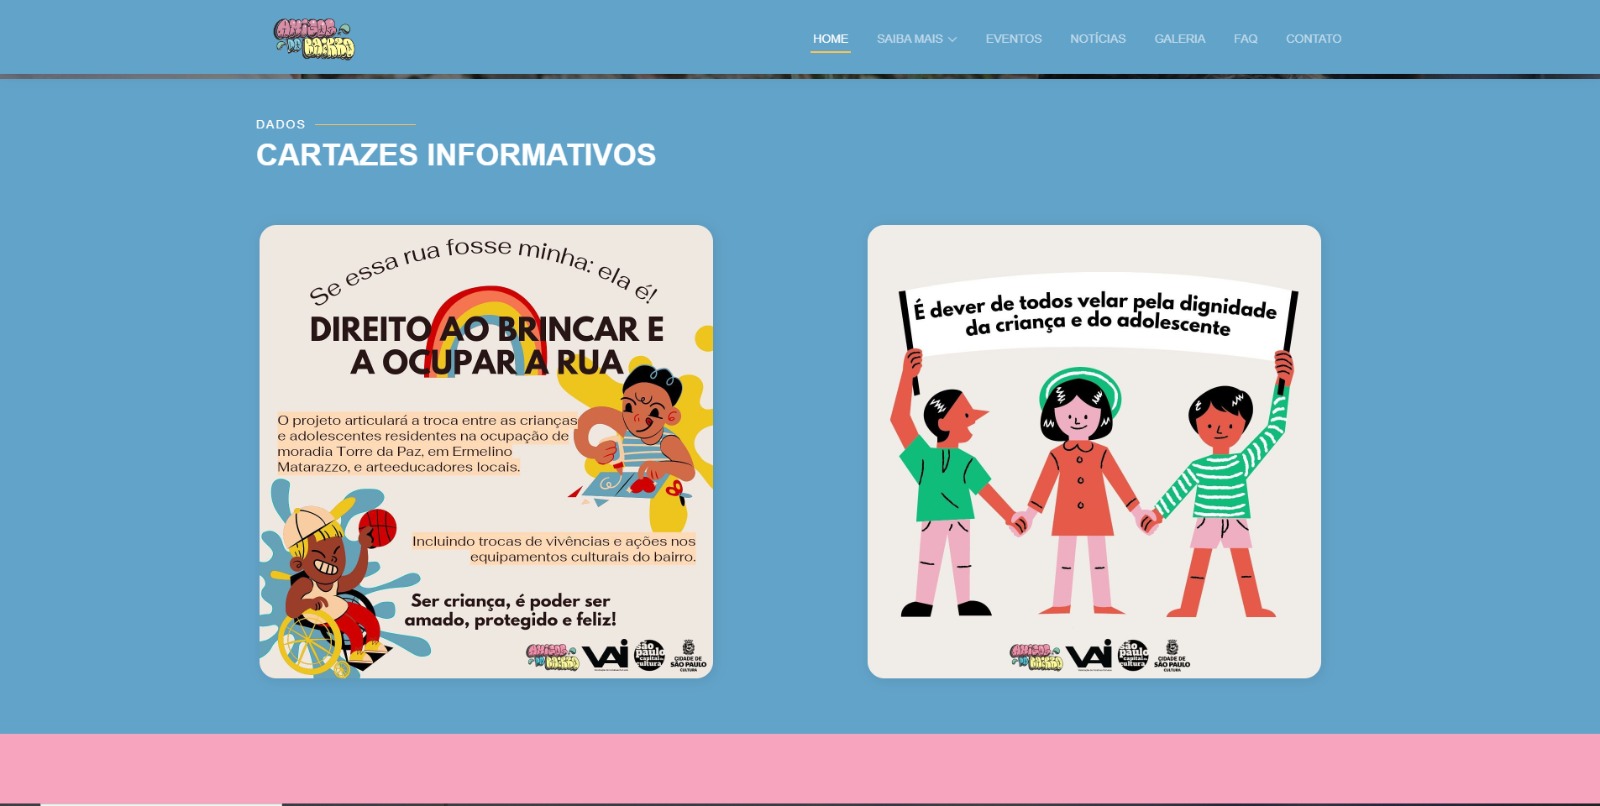 AMIGOS DO BAIRRO
HOME
SAIBA MAIS
EVENTOS
NOTÍCIAS
GALERIA
FAQ
CONTATO
DADOS
CARTAZES INFORMATIVOS
Se essa rua fosse minha: ela é!
DIREITO AO BRINCAR E
A OCUPAR A RUA
O projeto articulará a troca entre as crianças
e adolescentes residentes na ocupação de
moradia Torre da Paz, em Ermelino
Matarazzo, e arteeducadores locais.
Incluindo trocas de vivências e ações nos
equipamentos culturais do bairro.
Ser criança, é poder ser
amado, protegido e feliz!
AMIGOS DO BAIRRO
VAI
são paulo capital da cultura
CIDADE DE
SÃO PAULO
CULTURA
É dever de todos velar pela dignidade
da criança e do adolescente
AMIGOS DO BAIRRO
VAI
são paulo capital da cultura
CIDADE DE
SÃO PAULO
CULTURA